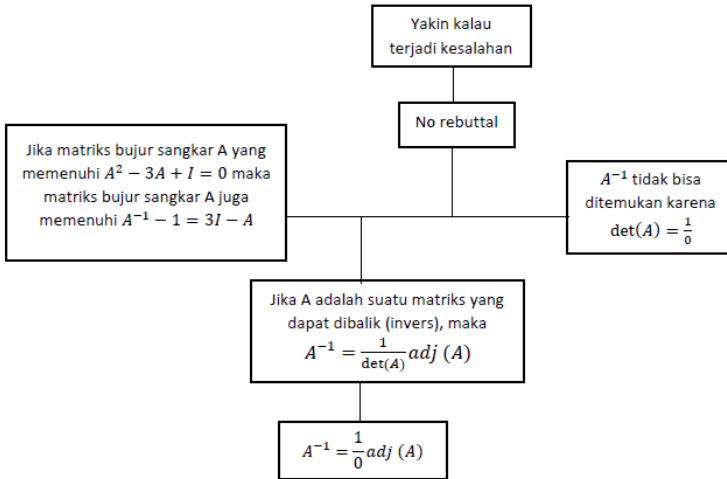 Yakin kalau
terjadi kesalahan
No rebuttal
Jika matriks bujur sangkar A yang
memenuhi A² − 3A + I = 0 maka
matriks bujur sangkar A juga
memenuhi A⁻¹ − 1 = 3I − A
A⁻¹ tidak bisa
ditemukan karena
det(A) = 1/0
Jika A adalah suatu matriks yang
dapat dibalik (invers), maka
A⁻¹ = 1/det(A) adj (A)
A⁻¹ = 1/0 adj (A)